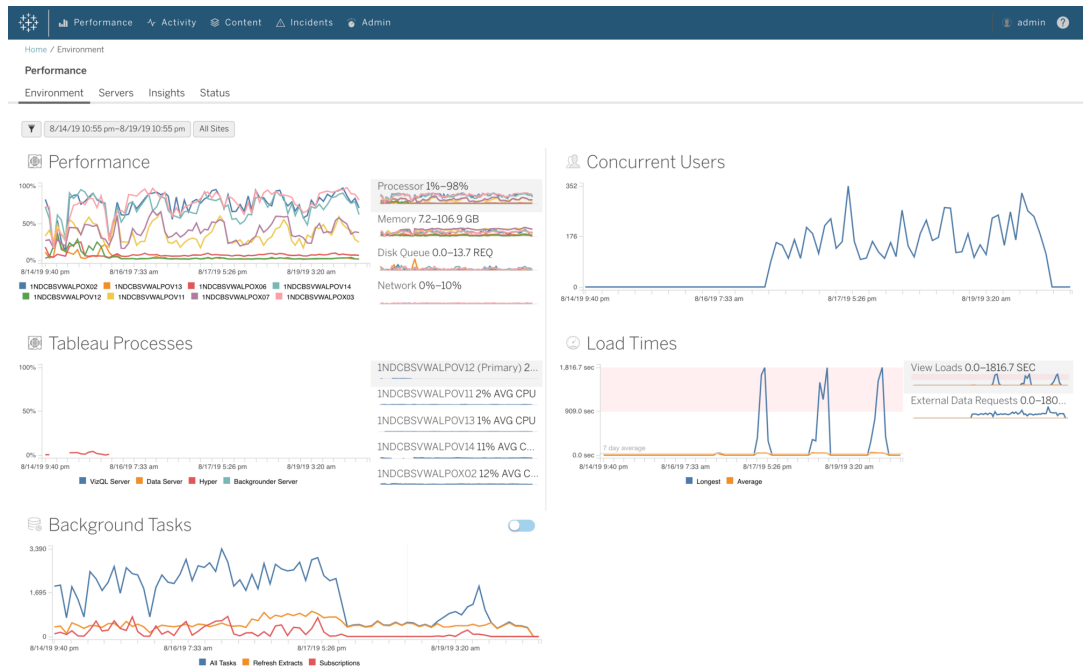 Performance Activity Content Incidents Admin admin ?
Home / Environment
Performance
Environment Servers Insights Status
8/14/19 10:55 pm–8/19/19 10:55 pm All Sites
Performance
100%
50%
0%
8/14/19 9:40 pm 8/16/19 7:33 am 8/17/19 5:26 pm 8/19/19 3:20 am
1NDCBSVWALPOX02 1NDCBSVWALPOV13 1NDCBSVWALPOX06 1NDCBSVWALPOV14
1NDCBSVWALPOV12 1NDCBSVWALPOV11 1NDCBSVWALPOX07 1NDCBSVWALPOX03
Processor 1%–98%
Memory 7.2–106.9 GB
Disk Queue 0.0–13.7 REQ
Network 0%–10%
Concurrent Users
352
176
0
8/14/19 9:40 pm 8/16/19 7:33 am 8/17/19 5:26 pm 8/19/19 3:20 am
Tableau Processes
100%
50%
0%
8/14/19 9:40 pm 8/16/19 7:33 am 8/17/19 5:26 pm 8/19/19 3:20 am
VizQL Server Data Server Hyper Backgrounder Server
1NDCBSVWALPOV12 (Primary) 2...
1NDCBSVWALPOV11 2% AVG CPU
1NDCBSVWALPOV13 1% AVG CPU
1NDCBSVWALPOV14 11% AVG C...
1NDCBSVWALPOX02 12% AVG C...
Load Times
1,816.7 sec
909.0 sec
7 day average
0.0 sec
8/14/19 9:40 pm 8/16/19 7:33 am 8/17/19 5:26 pm 8/19/19 3:20 am
Longest Average
View Loads 0.0–1816.7 SEC
External Data Requests 0.0–180...
Background Tasks
3,390
1,695
0
8/14/19 9:40 pm 8/16/19 7:33 am 8/17/19 5:26 pm 8/19/19 3:20 am
All Tasks Refresh Extracts Subscriptions